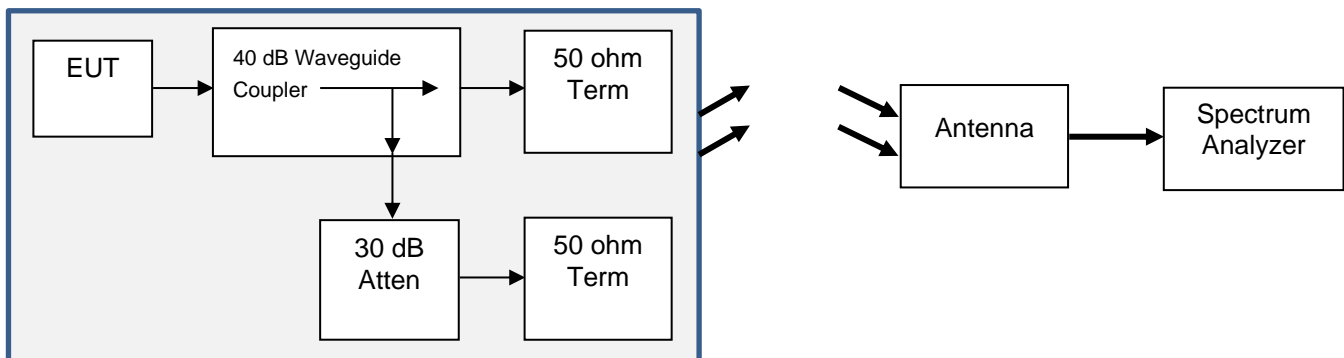 EUT
40 dB Waveguide
Coupler
50 ohm
Term
Antenna
Spectrum
Analyzer
30 dB
Atten
50 ohm
Term